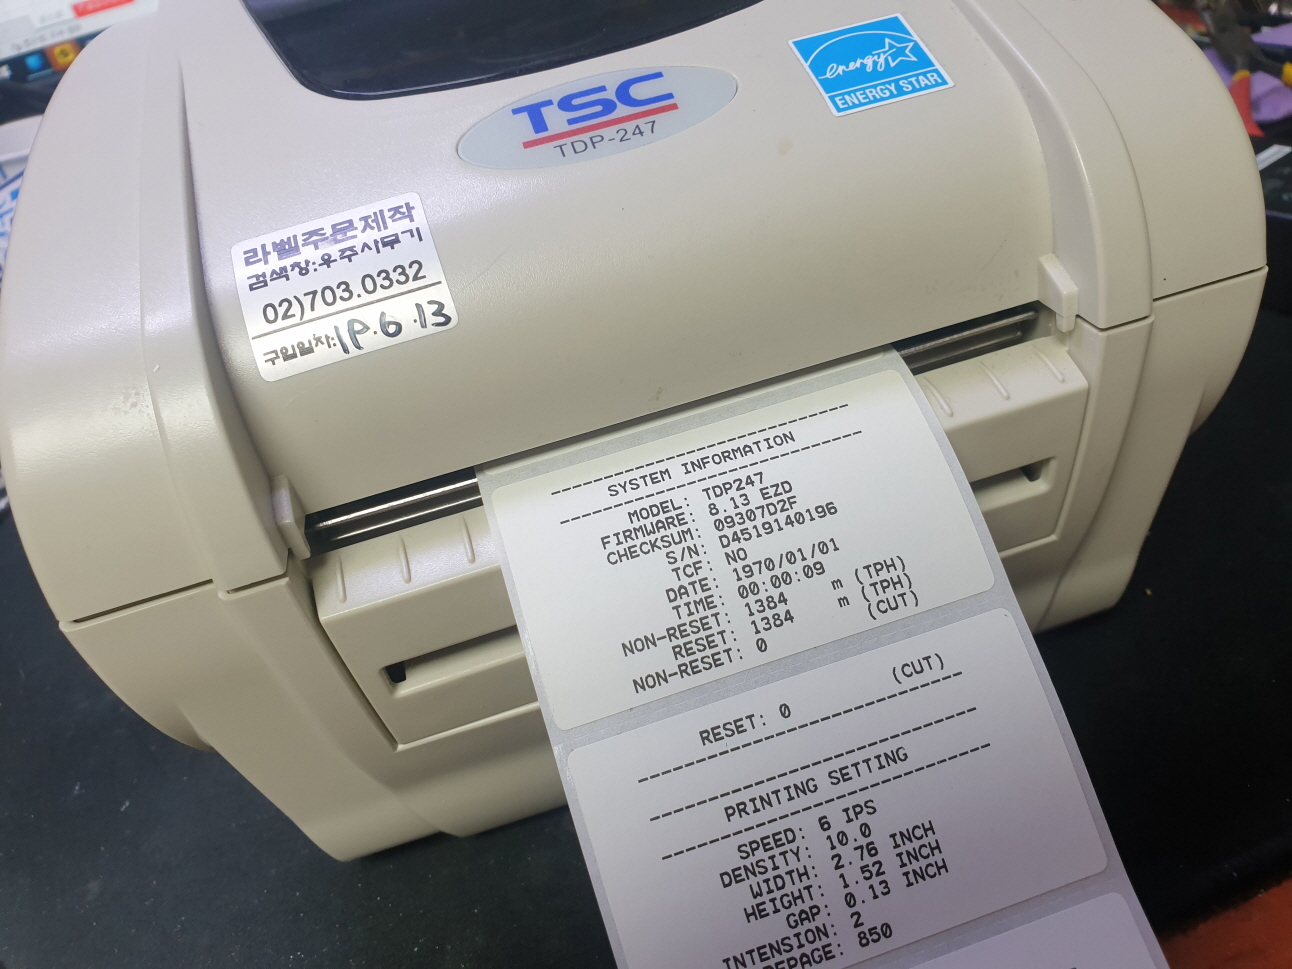 TSC
TDP-247
energy
ENERGY STAR
라벨주문제작
검색창:우주사무기
02)703.0332
구입일자:19.6.13
SYSTEM INFORMATION
MODEL: TDP247
FIRMWARE: 8.13 EZD
CHECKSUM: 09307D2F
S/N: D4519140196
TCF: NO
DATE: 1970/01/01
TIME: 00:00:09
NON-RESET: 1384 m (TPH)
RESET: 1384 m (TPH)
NON-RESET: 0 (CUT)
RESET: 0 (CUT)
PRINTING SETTING
SPEED: 6 IPS
DENSITY: 10.0
WIDTH: 2.76 INCH
HEIGHT: 1.52 INCH
GAP: 0.13 INCH
INTENSION: 2
DEPAGE: 850